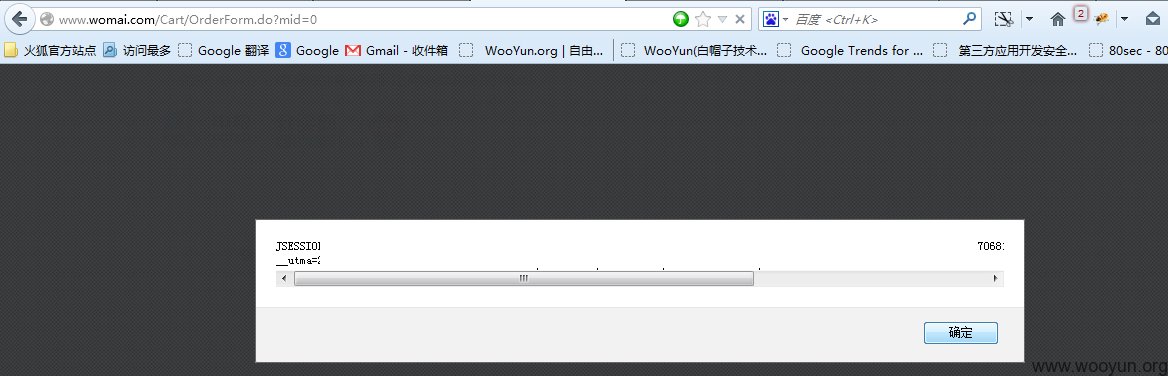 www.womai.com/Cart/OrderForm.do?mid=0
百度 <Ctrl+K>
2
火狐官方站点 访问最多 Google 翻译 Google Gmail - 收件箱 WooYun.org | 自由... WooYun(白帽子技术... Google Trends for ... 第三方应用开发安全... 80sec - 80
JSESSIO 7068:
__utma=
确定
www.wooyun.org